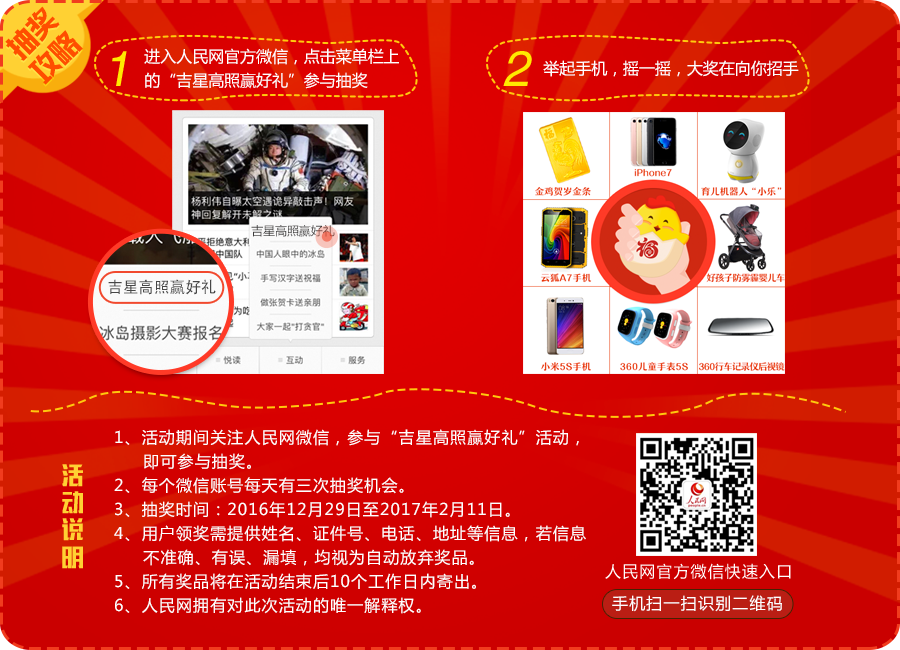 抽奖
攻略
1
进入人民网官方微信，点击菜单栏上
的“吉星高照赢好礼”参与抽奖
杨利伟自曝太空遇诡异敲击声！网友
神回复解开未解之谜
吉星高照赢好礼
拒绝意大利
中国队
中国人眼中的冰岛
手写汉字送祝福
做张贺卡送亲朋
大家一起“打贪官”
悦读
互动
服务
吉星高照赢好礼
冰岛摄影大赛报名
2
举起手机，摇一摇，大奖在向你招手
金鸡贺岁金条
iPhone7
育儿机器人“小乐”
云狐A7手机
福
好孩子防雾霾婴儿车
小米5S手机
360儿童手表5S
360行车记录仪后视镜
活动说明
1、活动期间关注人民网微信，参与“吉星高照赢好礼”活动，
即可参与抽奖。
2、每个微信账号每天有三次抽奖机会。
3、抽奖时间：2016年12月29日至2017年2月11日。
4、用户领奖需提供姓名、证件号、电话、地址等信息，若信息
不准确、有误、漏填，均视为自动放弃奖品。
5、所有奖品将在活动结束后10个工作日内寄出。
6、人民网拥有对此次活动的唯一解释权。
人民网
人民网官方微信快速入口
手机扫一扫识别二维码